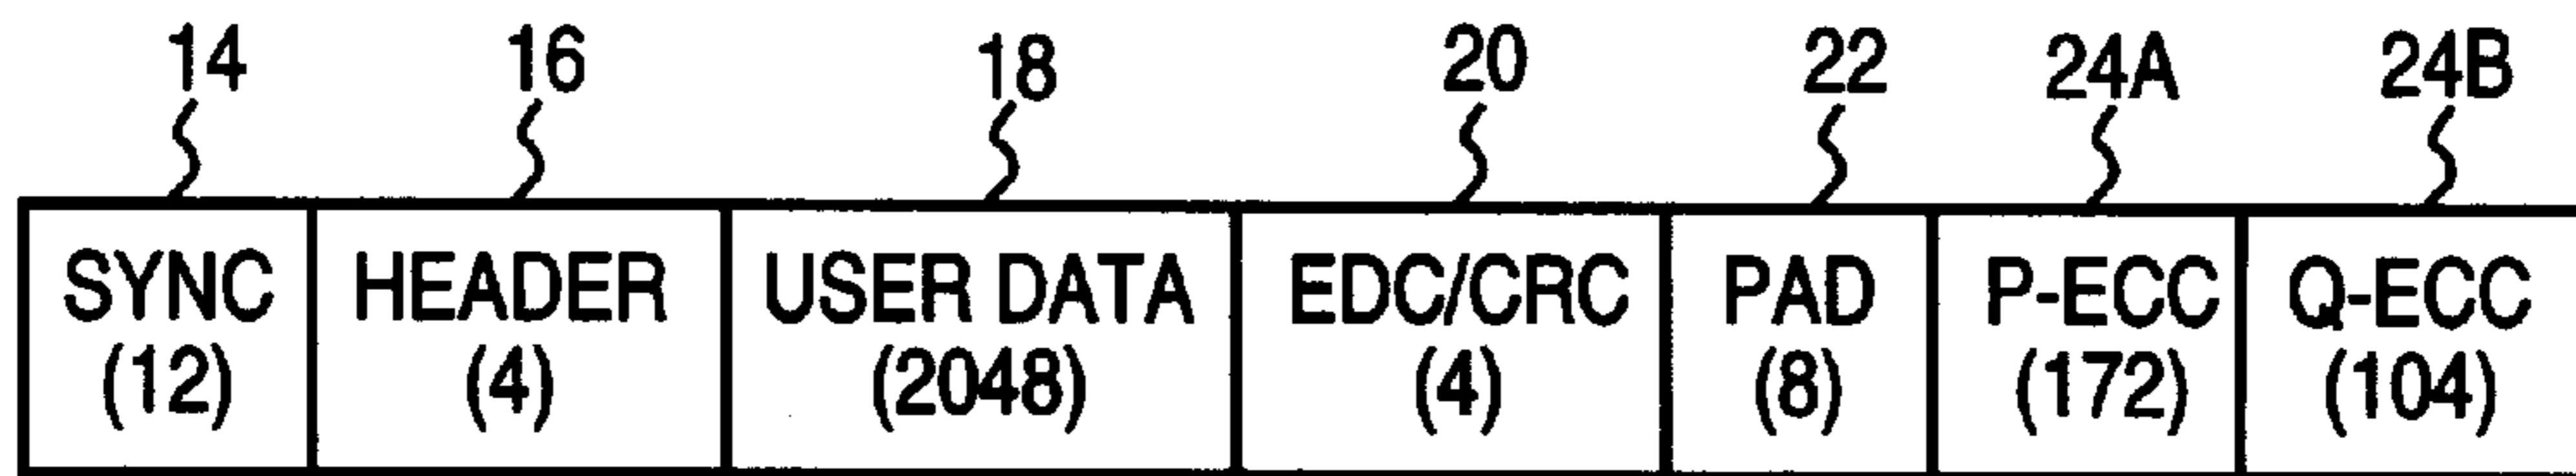 14 16 18 20 22 24A 24B
SYNC HEADER USER DATA EDC/CRC PAD P-ECC Q-ECC
(12) (4) (2048) (4) (8) (172) (104)